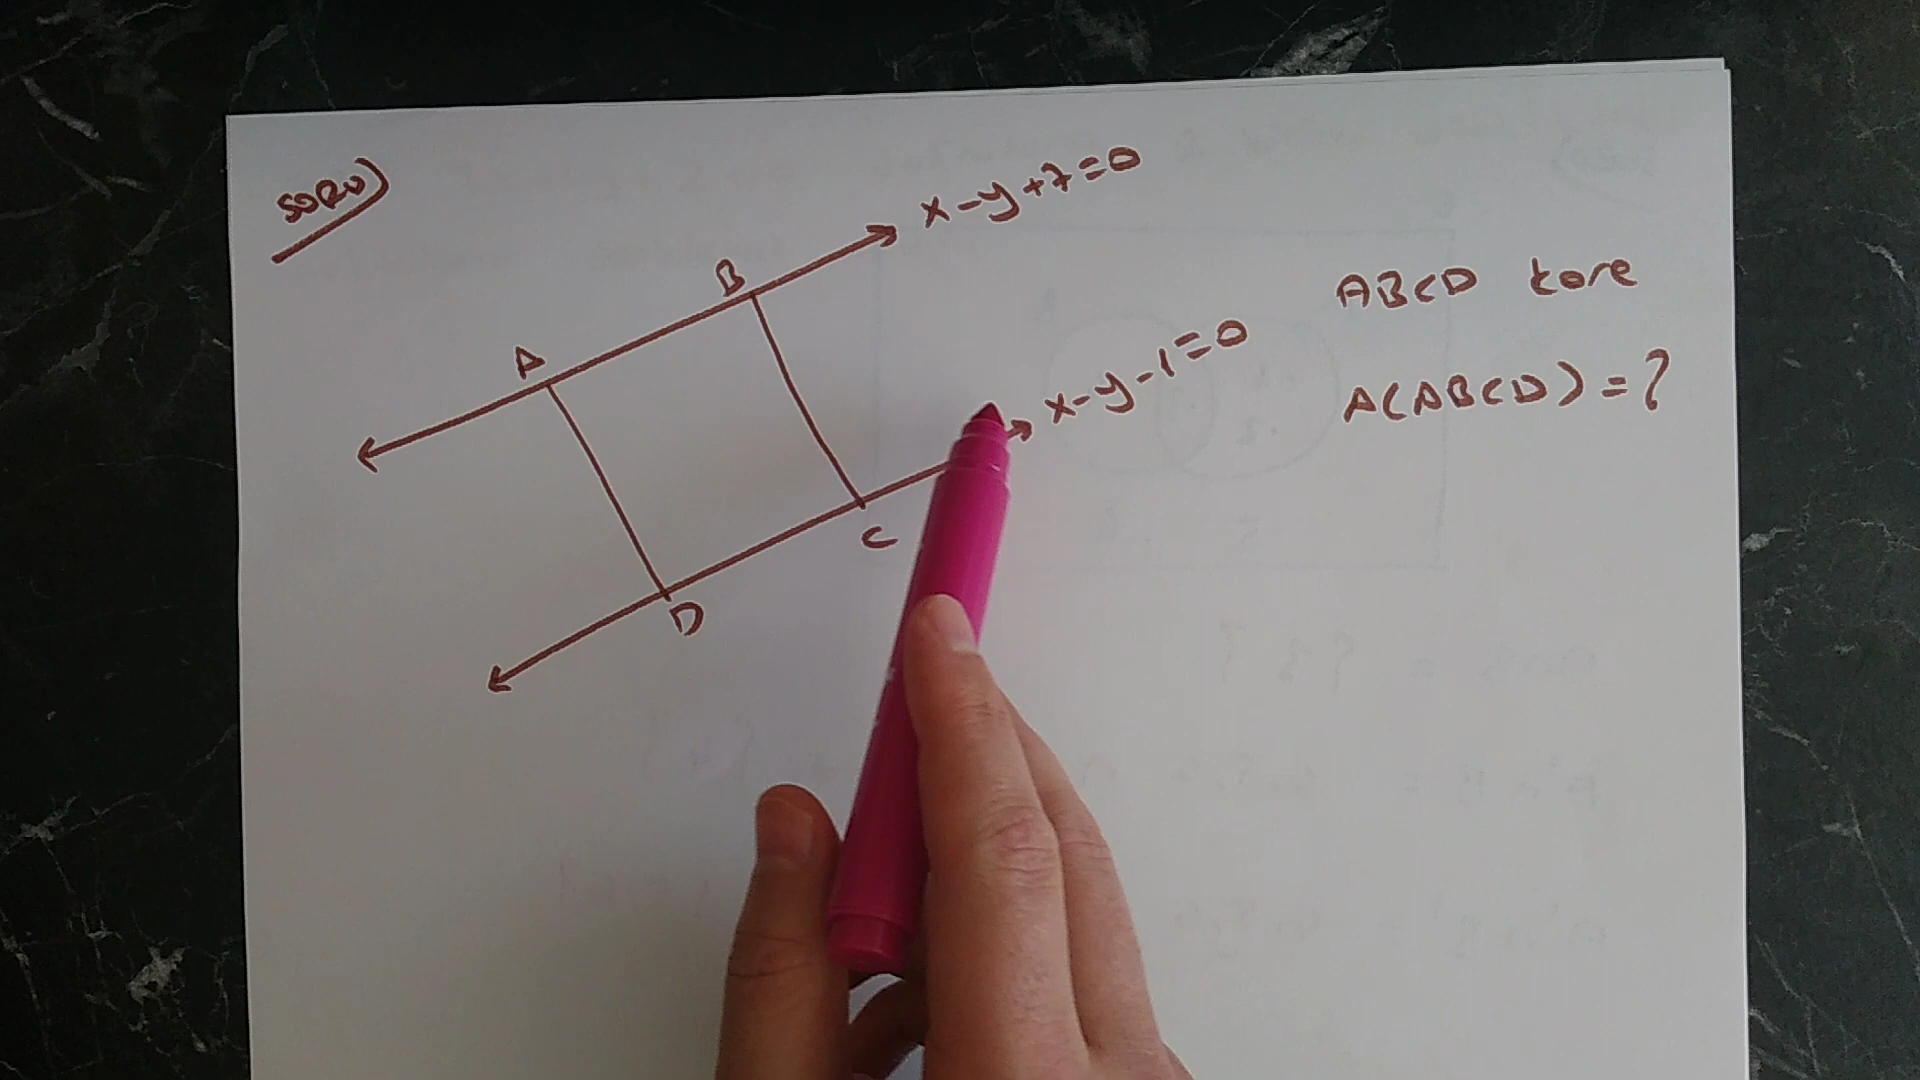 SORU)
x-y+7=0
B
A
x-y-1=0
C
D
ABCD kare
A(ABCD)=?